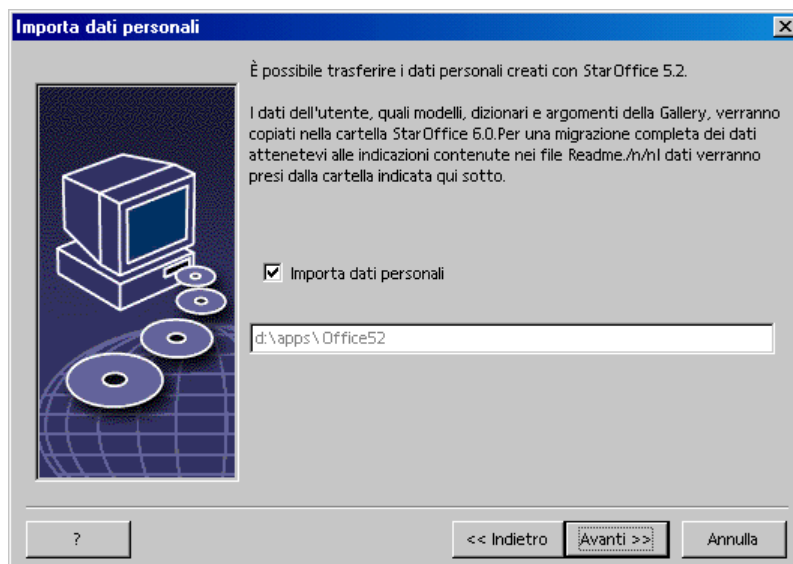 Importa dati personali
È possibile trasferire i dati personali creati con StarOffice 5.2.
I dati dell'utente, quali modelli, dizionari e argomenti della Gallery, verranno
copiati nella cartella StarOffice 6.0.Per una migrazione completa dei dati
attenetevi alle indicazioni contenute nei file Readme./n/nI dati verranno
presi dalla cartella indicata qui sotto.
Importa dati personali
d:\apps\Office52
?
<< Indietro
Avanti >>
Annulla